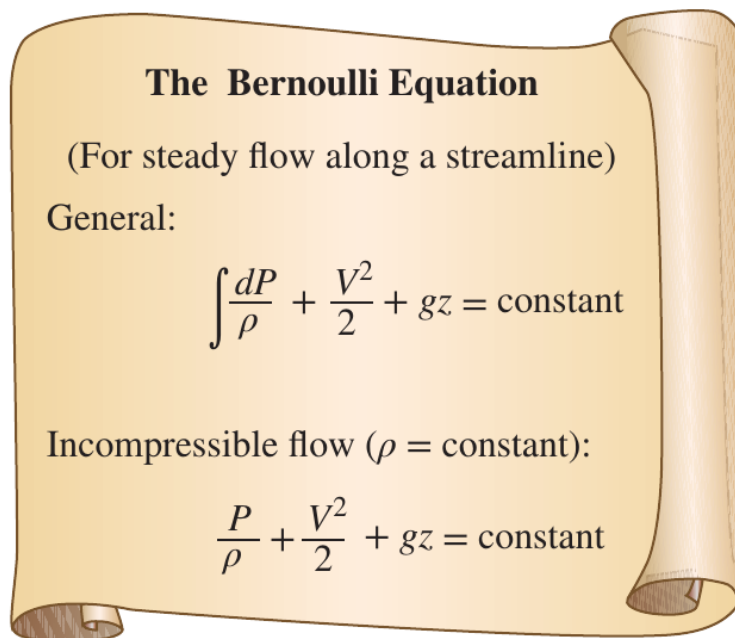 The Bernoulli Equation
(For steady flow along a streamline)
General:
∫ dP/ρ + V²/2 + gz = constant
Incompressible flow (ρ = constant):
P/ρ + V²/2 + gz = constant